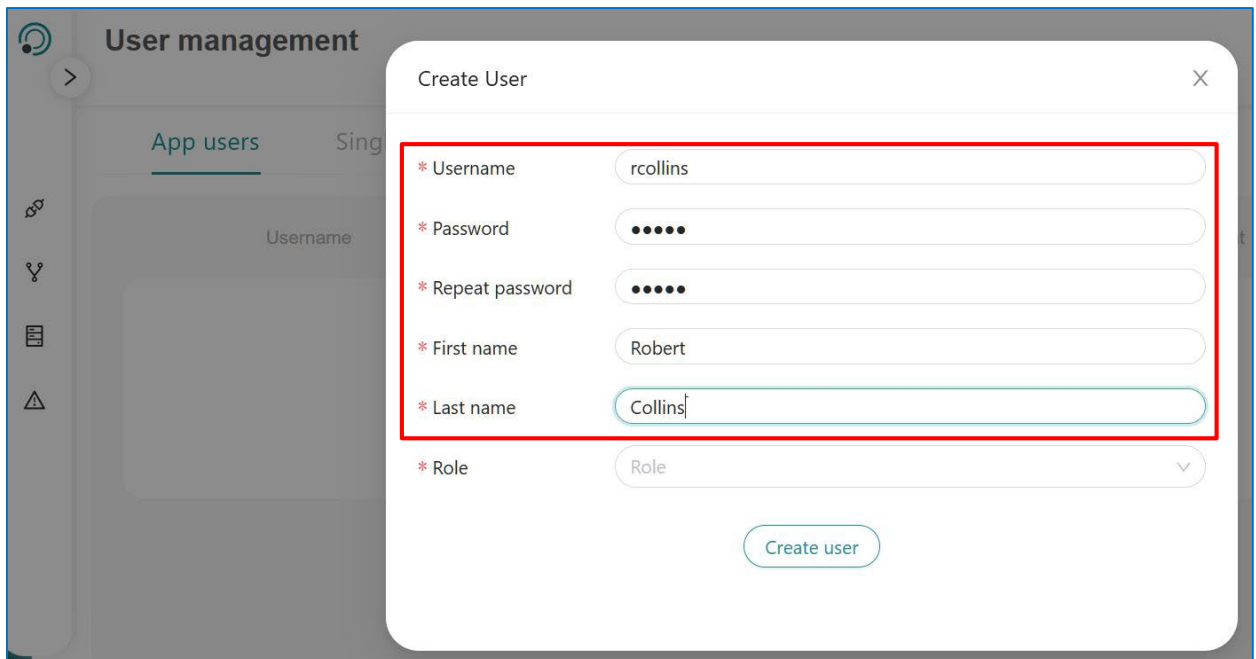 User management
Create User
App users
Sing
* Username rcollins
Username
* Password •••••
* Repeat password •••••
* First name Robert
* Last name Collins
* Role Role
Create user